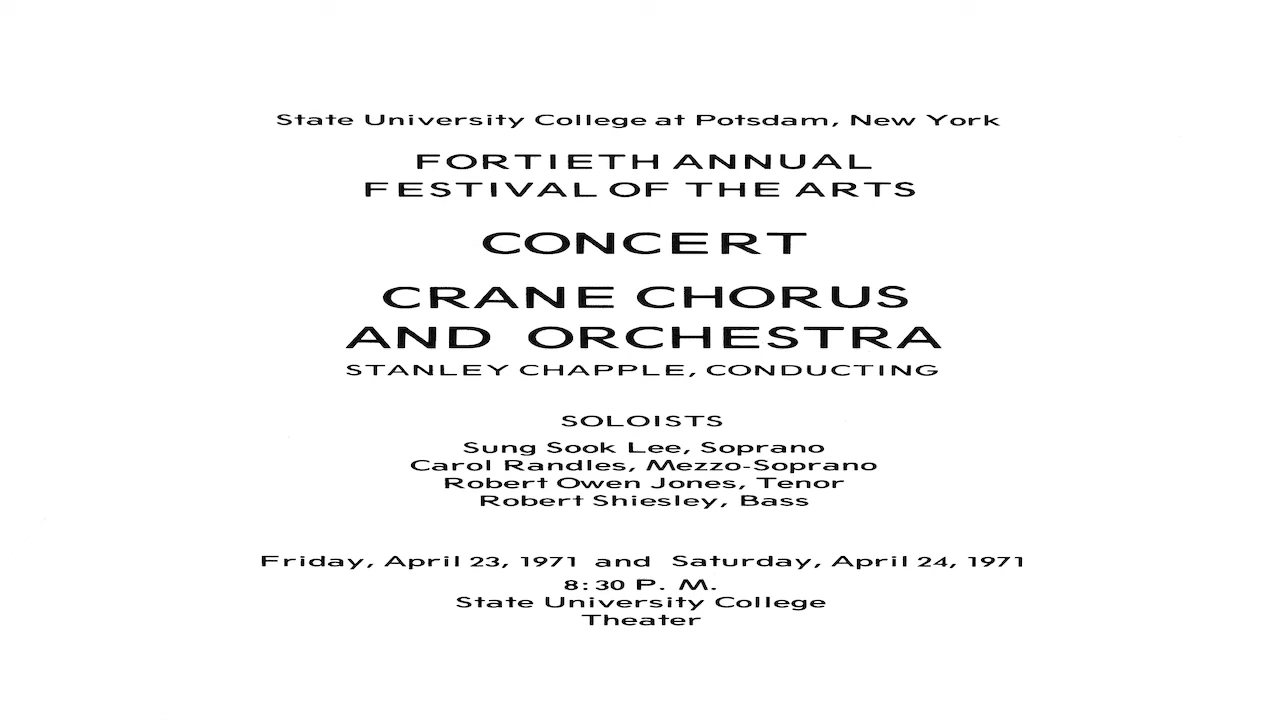 State University College at Potsdam, New York
FORTIETH ANNUAL
FESTIVAL OF THE ARTS
CONCERT
CRANE CHORUS
AND ORCHESTRA
STANLEY CHAPPLE, CONDUCTING
SOLOISTS
Sung Sook Lee, Soprano
Carol Randles, Mezzo-Soprano
Robert Owen Jones, Tenor
Robert Shiesley, Bass
Friday, April 23, 1971 and Saturday, April 24, 1971
8:30 P. M.
State University College
Theater